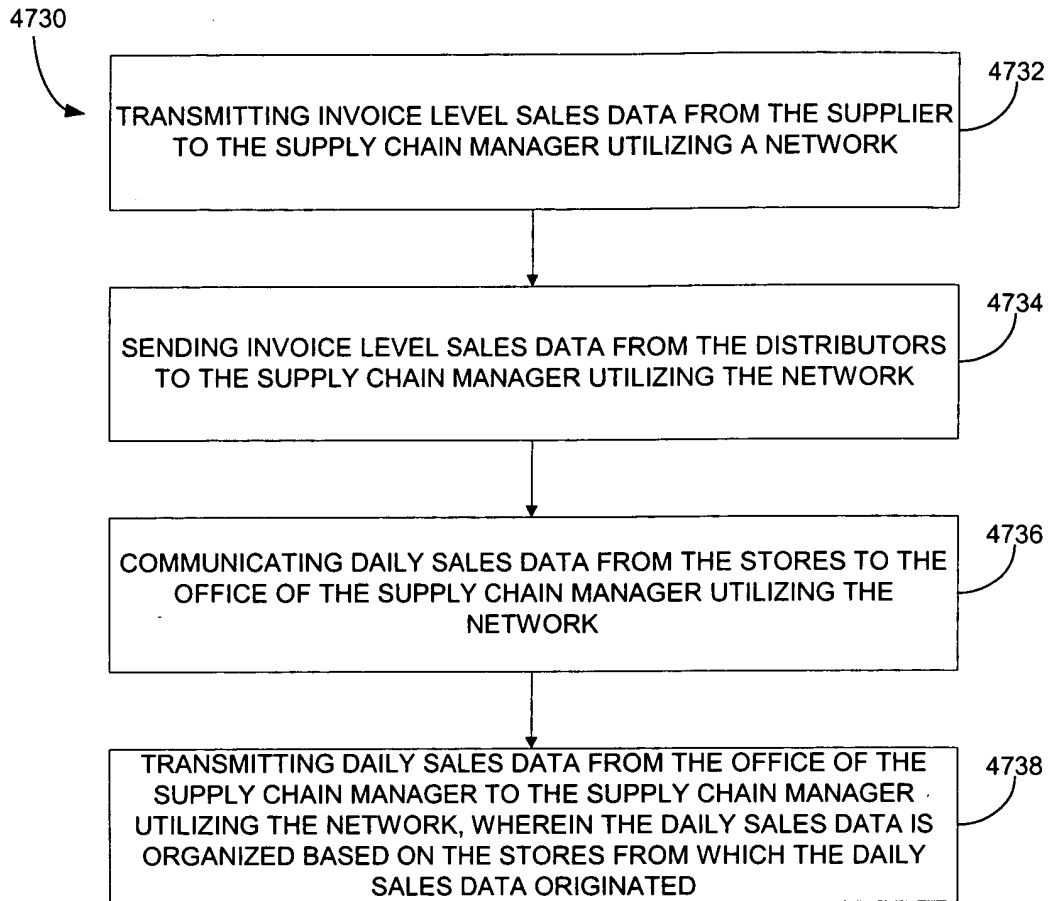 4730
4732
TRANSMITTING INVOICE LEVEL SALES DATA FROM THE SUPPLIER
TO THE SUPPLY CHAIN MANAGER UTILIZING A NETWORK
4734
SENDING INVOICE LEVEL SALES DATA FROM THE DISTRIBUTORS
TO THE SUPPLY CHAIN MANAGER UTILIZING THE NETWORK
4736
COMMUNICATING DAILY SALES DATA FROM THE STORES TO THE
OFFICE OF THE SUPPLY CHAIN MANAGER UTILIZING THE
NETWORK
4738
TRANSMITTING DAILY SALES DATA FROM THE OFFICE OF THE
SUPPLY CHAIN MANAGER TO THE SUPPLY CHAIN MANAGER
UTILIZING THE NETWORK, WHEREIN THE DAILY SALES DATA IS
ORGANIZED BASED ON THE STORES FROM WHICH THE DAILY
SALES DATA ORIGINATED